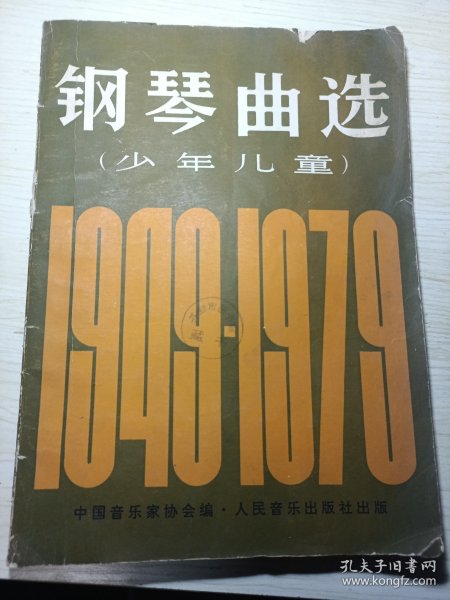 钢琴曲选
(少年儿童)
1949·1979
中国音乐家协会编·人民音乐出版社出版
孔夫子旧书网
www.kongfz.com